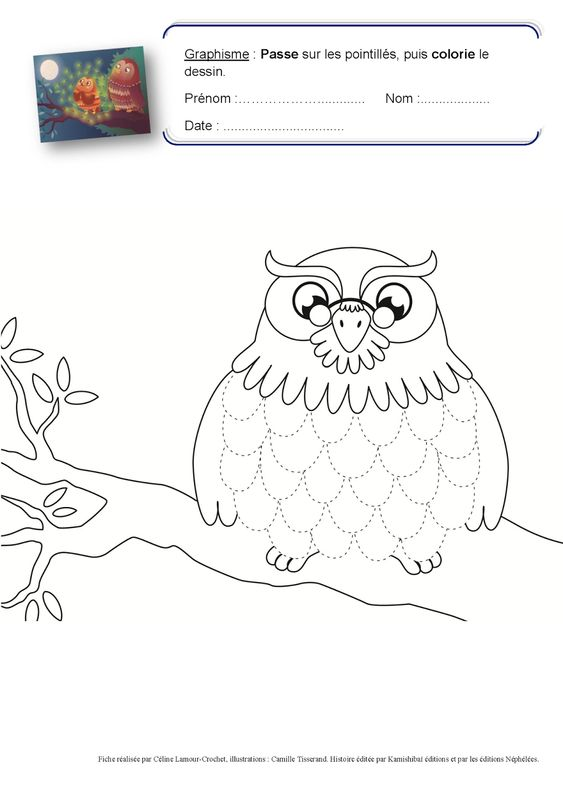 Graphisme : Passe sur les pointillés, puis colorie le
dessin.
Prénom :……………….............. Nom :...................
Date : .................................
Fiche réalisée par Céline Lamour-Crochet, illustrations : Camille Tisserand. Histoire éditée par Kamishibaï éditions et par les éditions Néphélées.